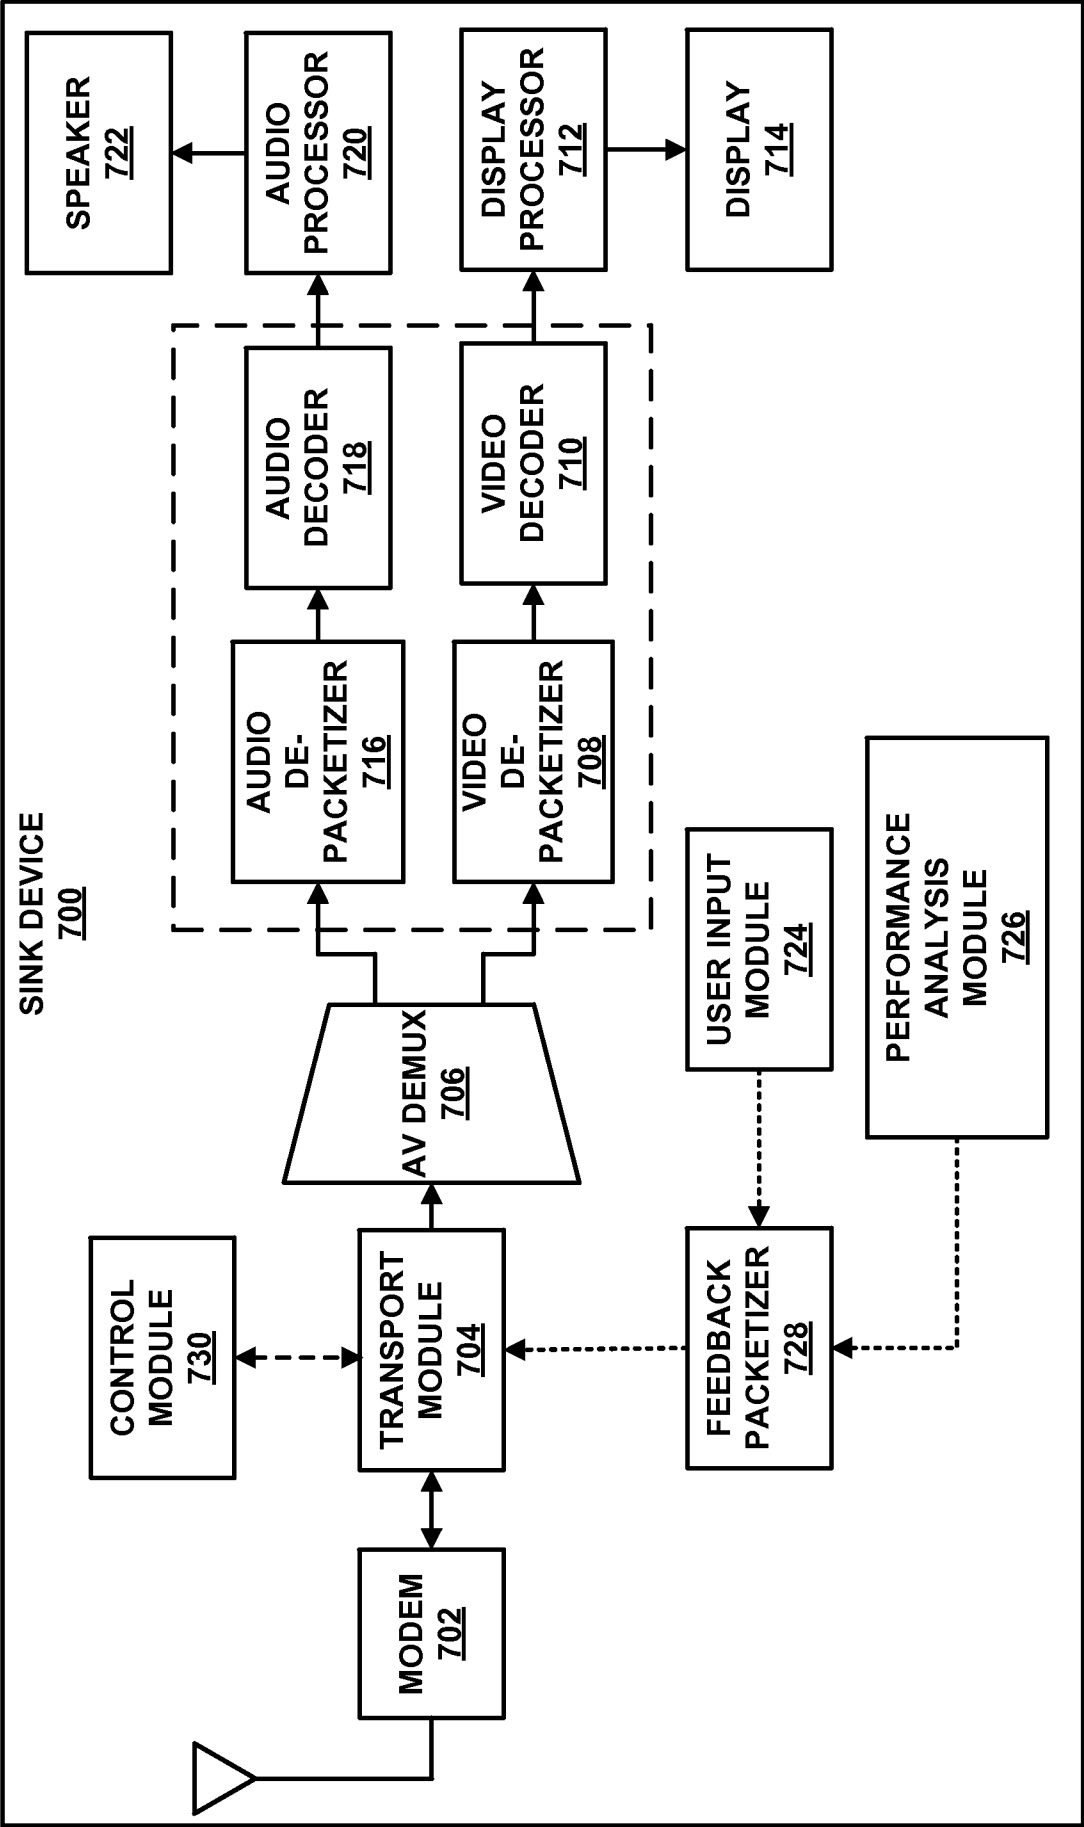 SINK DEVICE
700
CONTROL
MODULE
730
SPEAKER
722
AUDIO
DE-
PACKETIZER
716
AUDIO
DECODER
718
AUDIO
PROCESSOR
720
MODEM
702
TRANSPORT
MODULE
704
AV DEMUX
706
VIDEO
DE-
PACKETIZER
708
VIDEO
DECODER
710
DISPLAY
PROCESSOR
712
FEEDBACK
PACKETIZER
728
USER INPUT
MODULE
724
DISPLAY
714
PERFORMANCE
ANALYSIS
MODULE
726